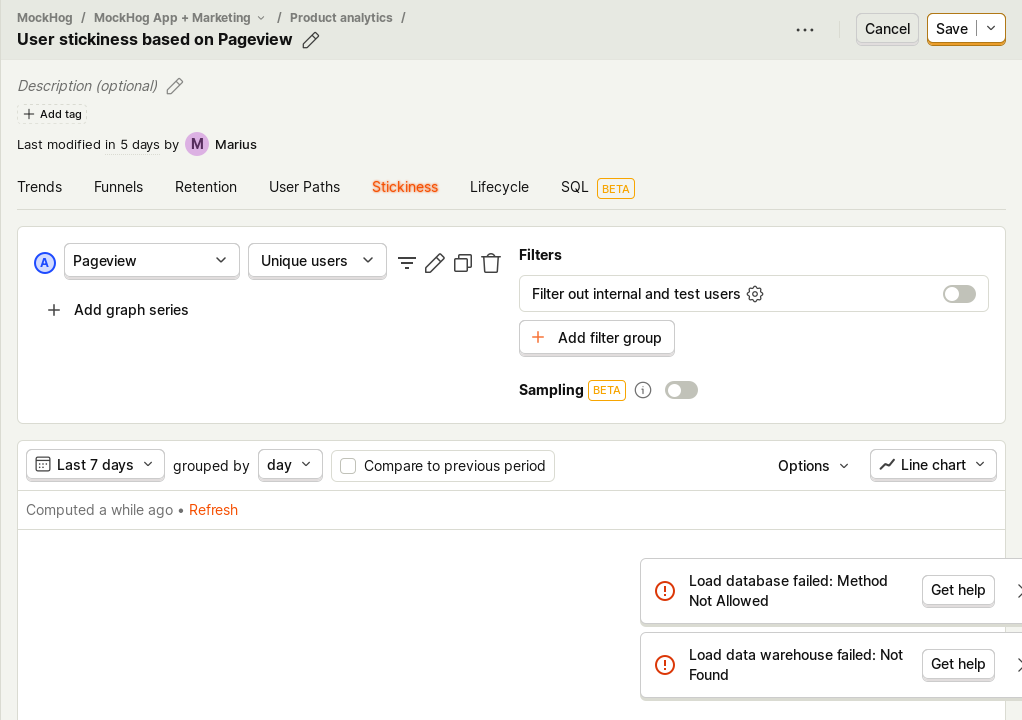 MockHog / MockHog App + Marketing / Product analytics /
User stickiness based on Pageview
Cancel
Save
Description (optional)
Add tag
Last modified in 5 days by M Marius
Trends Funnels Retention User Paths Stickiness Lifecycle SQL BETA
A Pageview Unique users
Add graph series
Filters
Filter out internal and test users
Add filter group
Sampling BETA
Last 7 days grouped by day Compare to previous period Options Line chart
Computed a while ago • Refresh
Load database failed: Method
Not Allowed
Get help
Load data warehouse failed: Not
Found
Get help